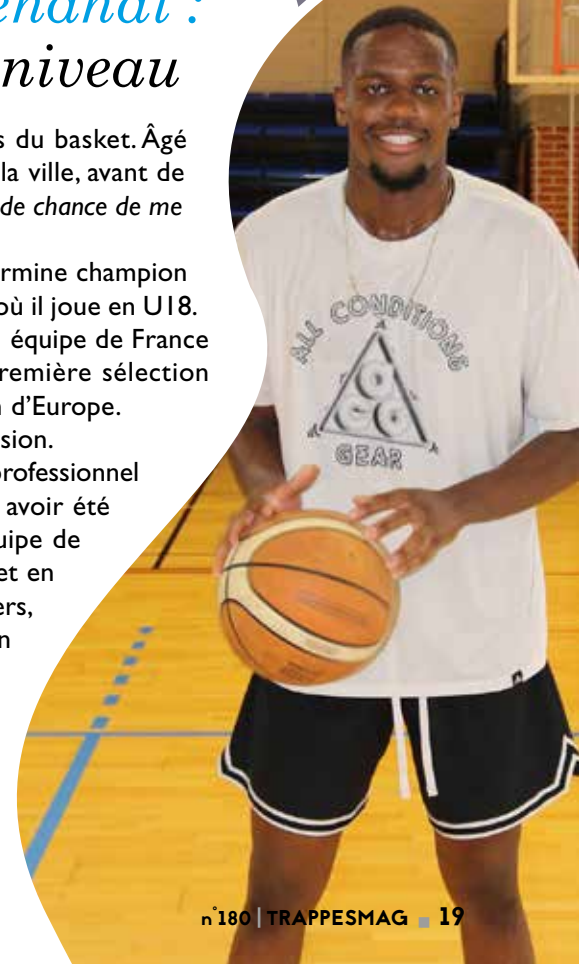 niveau
s du basket. Âgé
la ville, avant de
de chance de me
ermine champion
où il joue en U18.
équipe de France
remière sélection
d'Europe.
sion.
rofessionnel
avoir été
uipe de
et en
ers,
n
ALL CONDITIONS
GEAR
n°180 | TRAPPESMAG 19